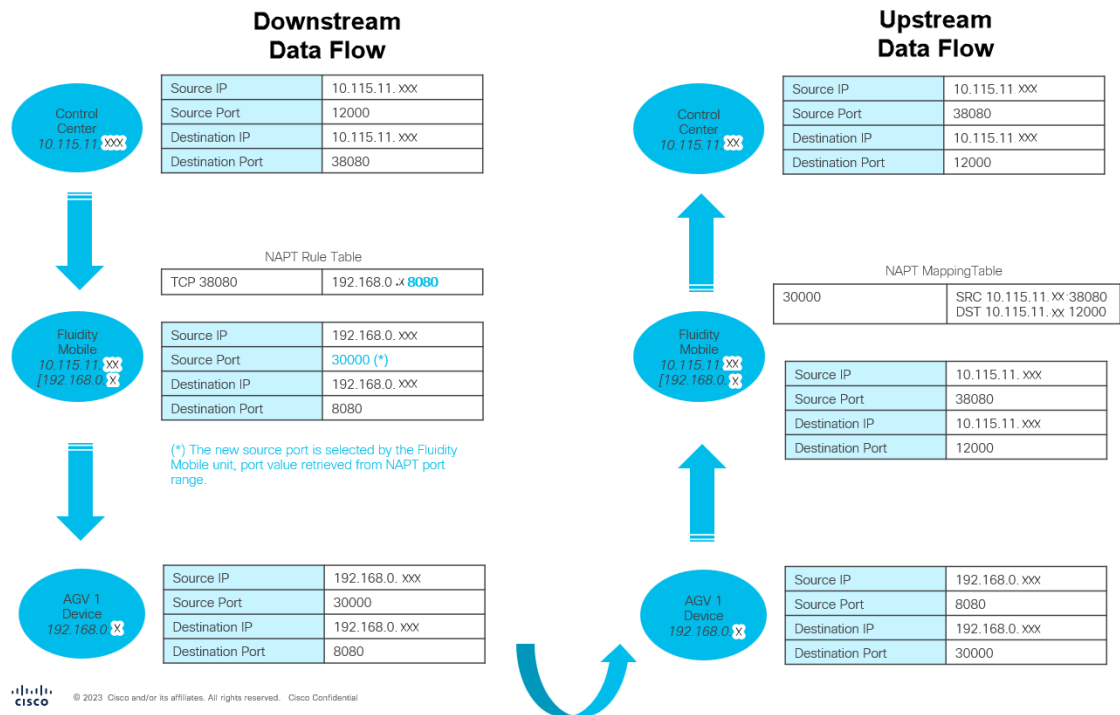 Downstream
Data Flow
Control
Center
10.115.11.XXX
Source IP 10.115.11. XXX
Source Port 12000
Destination IP 10.115.11. XXX
Destination Port 38080
NAPT Rule Table
TCP 38080 192.168.0 .x 8080
Fluidity
Mobile
10.115.11.XX
[192.168.0.X
Source IP 192.168.0. XXX
Source Port 30000 (*)
Destination IP 192.168.0. XXX
Destination Port 8080
(*) The new source port is selected by the Fluidity
Mobile unit, port value retrieved from NAPT port
range.
AGV 1
Device
192.168.0.X
Source IP 192.168.0. XXX
Source Port 30000
Destination IP 192.168.0. XXX
Destination Port 8080
Upstream
Data Flow
Control
Center
10.115.11.XX
Source IP 10.115.11 XXX
Source Port 38080
Destination IP 10.115.11 XXX
Destination Port 12000
NAPT MappingTable
30000 SRC 10.115.11. XX :38080
DST 10.115.11. XX 12000
Fluidity
Mobile
10.115.11.XX
[192.168.0.X
Source IP 10.115.11. XXX
Source Port 38080
Destination IP 10.115.11. XXX
Destination Port 12000
AGV 1
Device
192.168.0.X
Source IP 192.168.0. XXX
Source Port 8080
Destination IP 192.168.0. XXX
Destination Port 30000
CISCO © 2023 Cisco and/or its affiliates. All rights reserved. Cisco Confidential